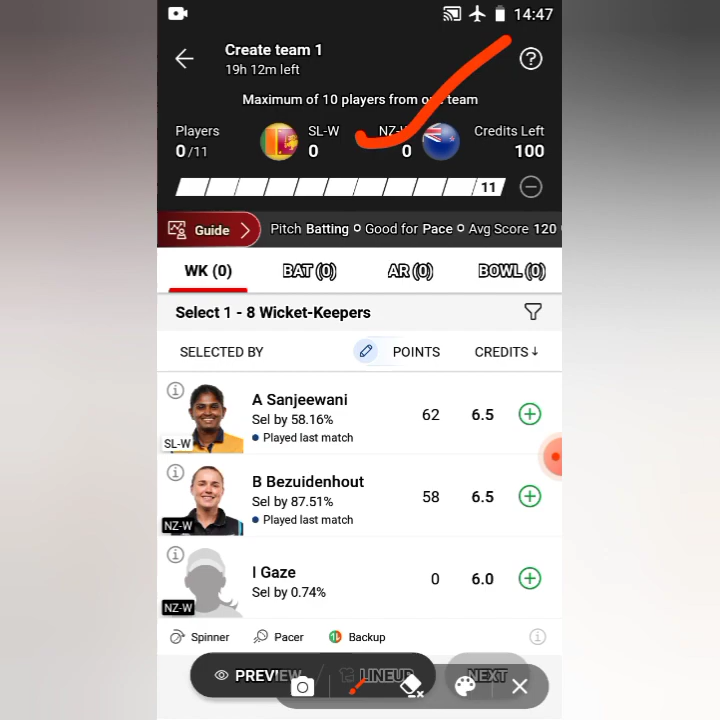 14:47
Create team 1
19h 12m left
Maximum of 10 players from one team
Players SL-W NZ-W Credits Left
0/11 0 0 100
11
Guide Pitch Batting Good for Pace Avg Score 120
WK (0) BAT (0) AR (0) BOWL (0)
Select 1 - 8 Wicket-Keepers
SELECTED BY POINTS CREDITS↓
A Sanjeewani
Sel by 58.16% 62 6.5
Played last match
SL-W
B Bezuidenhout
Sel by 87.51% 58 6.5
Played last match
NZ-W
I Gaze
Sel by 0.74% 0 6.0
NZ-W
Spinner Pacer Backup
PREVIEW / LINEUP NEXT